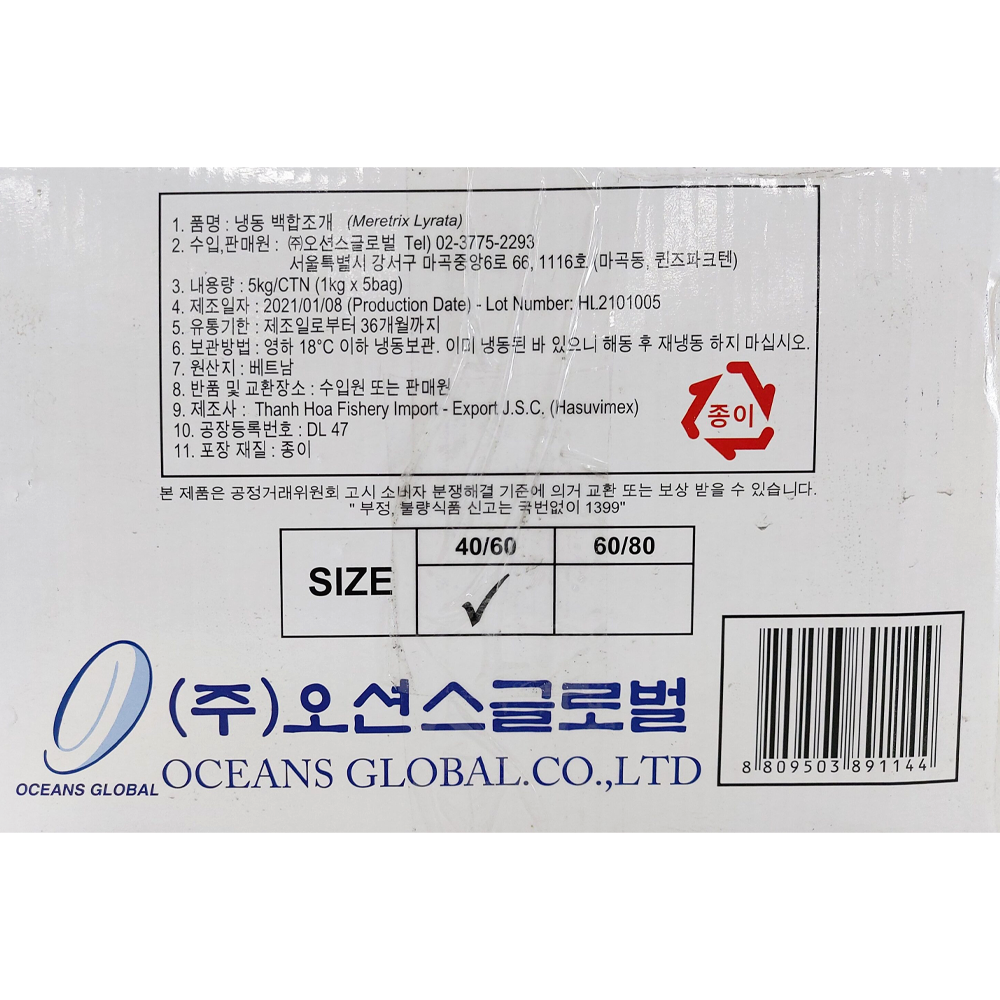 1. 품명 : 냉동 백합조개 (Meretrix Lyrata)
2. 수입,판매원 : ㈜오션스글로벌 Tel) 02-3775-2293
서울특별시 강서구 마곡중앙6로 66, 1116호 (마곡동, 퀸즈파크텐)
3. 내용량 : 5kg/CTN (1kg x 5bag)
4. 제조일자 : 2021/01/08 (Production Date) - Lot Number: HL2101005
5. 유통기한 : 제조일로부터 36개월까지
6. 보관방법 : 영하 18°C 이하 냉동보관. 이미 냉동된 바 있으니 해동 후 재냉동 하지 마십시오.
7. 원산지 : 베트남
8. 반품 및 교환장소 : 수입원 또는 판매원
9. 제조사 : Thanh Hoa Fishery Import - Export J.S.C. (Hasuvimex)
10. 공장등록번호 : DL 47
11. 포장 재질 : 종이
종이
본 제품은 공정거래위원회 고시 소비자 분쟁해결 기준에 의거 교환 또는 보상 받을 수 있습니다.
" 부정, 불량식품 신고는 국번없이 1399"
SIZE 40/60 60/80
(주)오션스글로벌
OCEANS GLOBAL
OCEANS GLOBAL.CO.,LTD
8 809503 891144